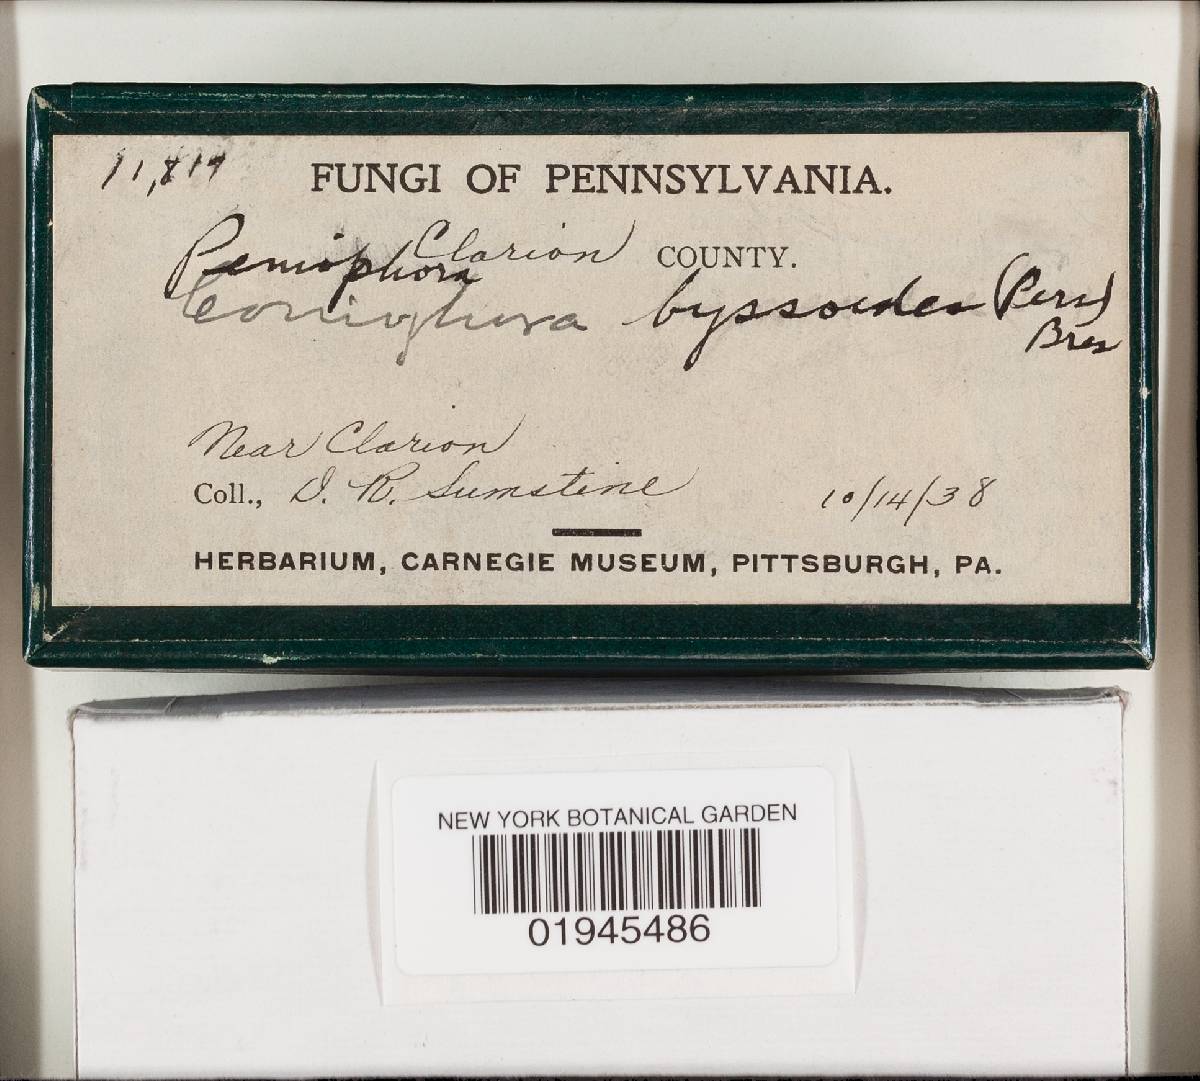 11,819
FUNGI OF PENNSYLVANIA.
Clarion COUNTY.
Peniophora
Coniophora byssoides (Pers)
Bres
Near Clarion
Coll., D. R. Sumstine 10/14/38
HERBARIUM, CARNEGIE MUSEUM, PITTSBURGH, PA.
NEW YORK BOTANICAL GARDEN
01945486